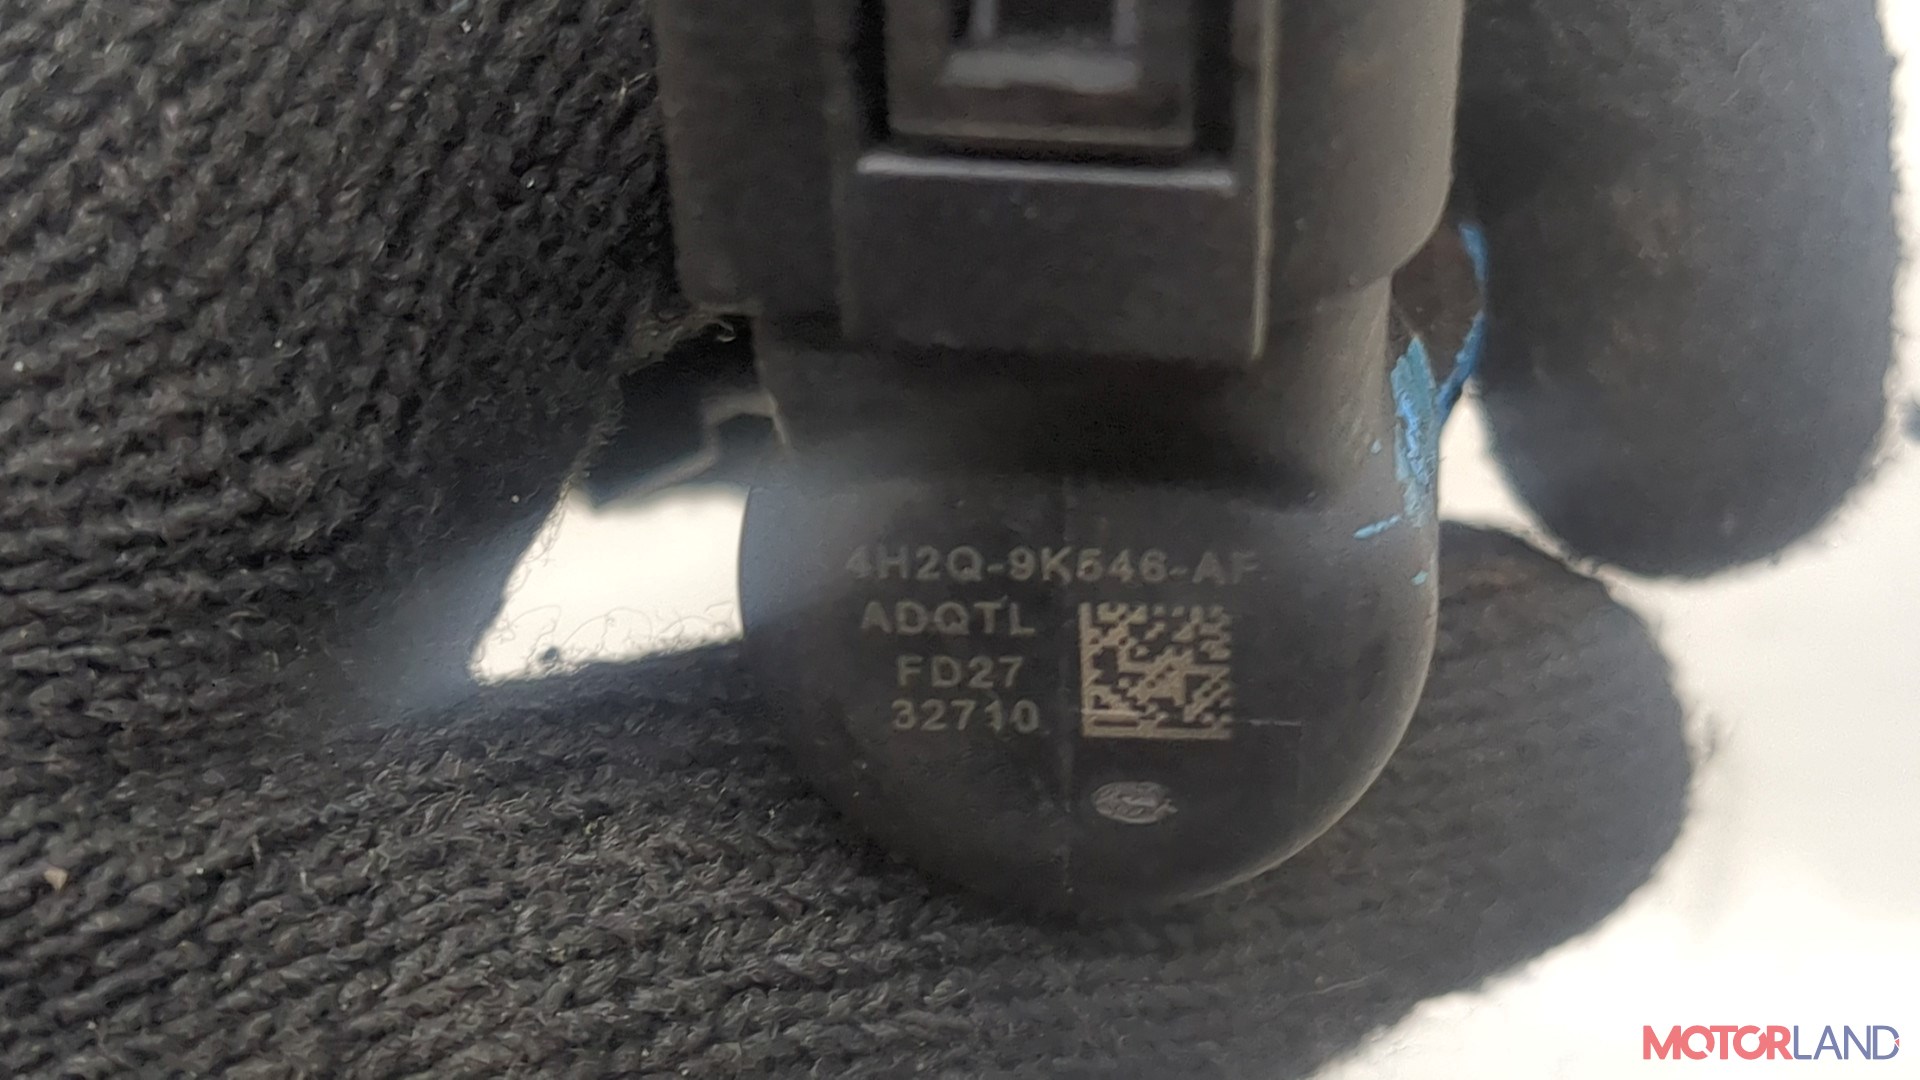 4H2Q-9K546-AF
ADQTL
FD27
32710
MOTORLAND